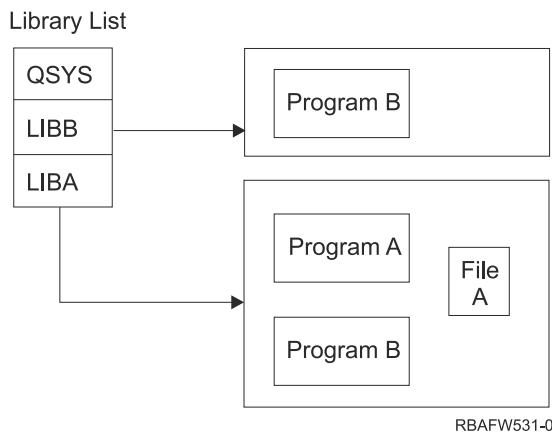 Library List
QSYS
LIBB
LIBA
Program B
Program A
File
A
Program B
RBAFW531-0